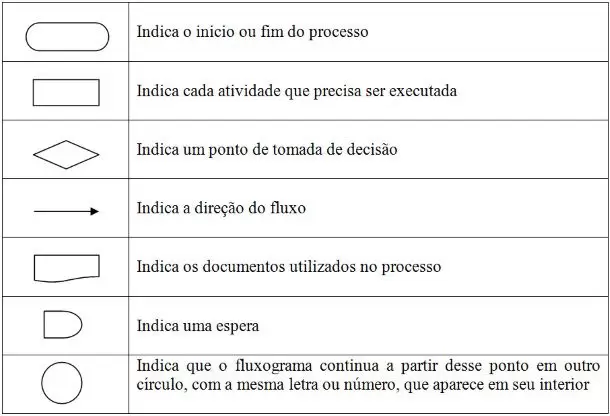 Indica o inicio ou fim do processo
Indica cada atividade que precisa ser executada
Indica um ponto de tomada de decisão
Indica a direção do fluxo
Indica os documentos utilizados no processo
Indica uma espera
Indica que o fluxograma continua a partir desse ponto em outro
círculo, com a mesma letra ou número, que aparece em seu interior